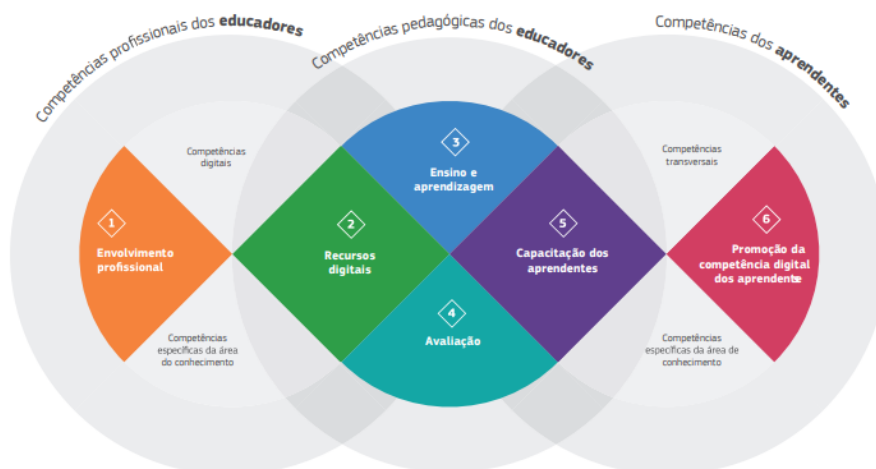 Competências profissionais dos educadores
Competências pedagógicas dos educadores
Competências dos aprendentes
Competências
digitais
1
Envolvimento
profissional
Competências
específicas da área
do conhecimento
2
Recursos
digitais
3
Ensino e
aprendizagem
4
Avaliação
5
Capacitação dos
aprendentes
Competências
transversais
6
Promoção da
competência digital
dos aprendentes
Competências
específicas da área de
conhecimento